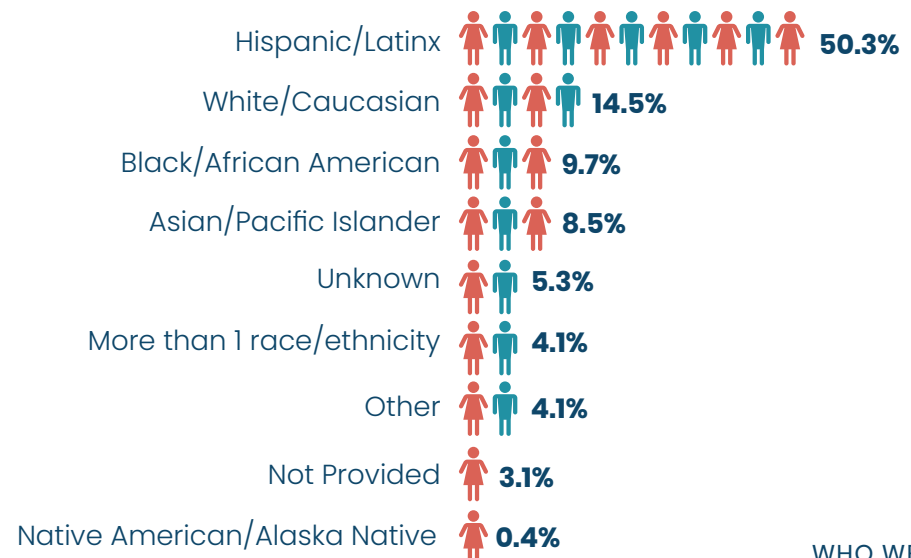 Hispanic/Latinx 50.3%
White/Caucasian 14.5%
Black/African American 9.7%
Asian/Pacific Islander 8.5%
Unknown 5.3%
More than 1 race/ethnicity 4.1%
Other 4.1%
Not Provided 3.1%
Native American/Alaska Native 0.4%
WHO